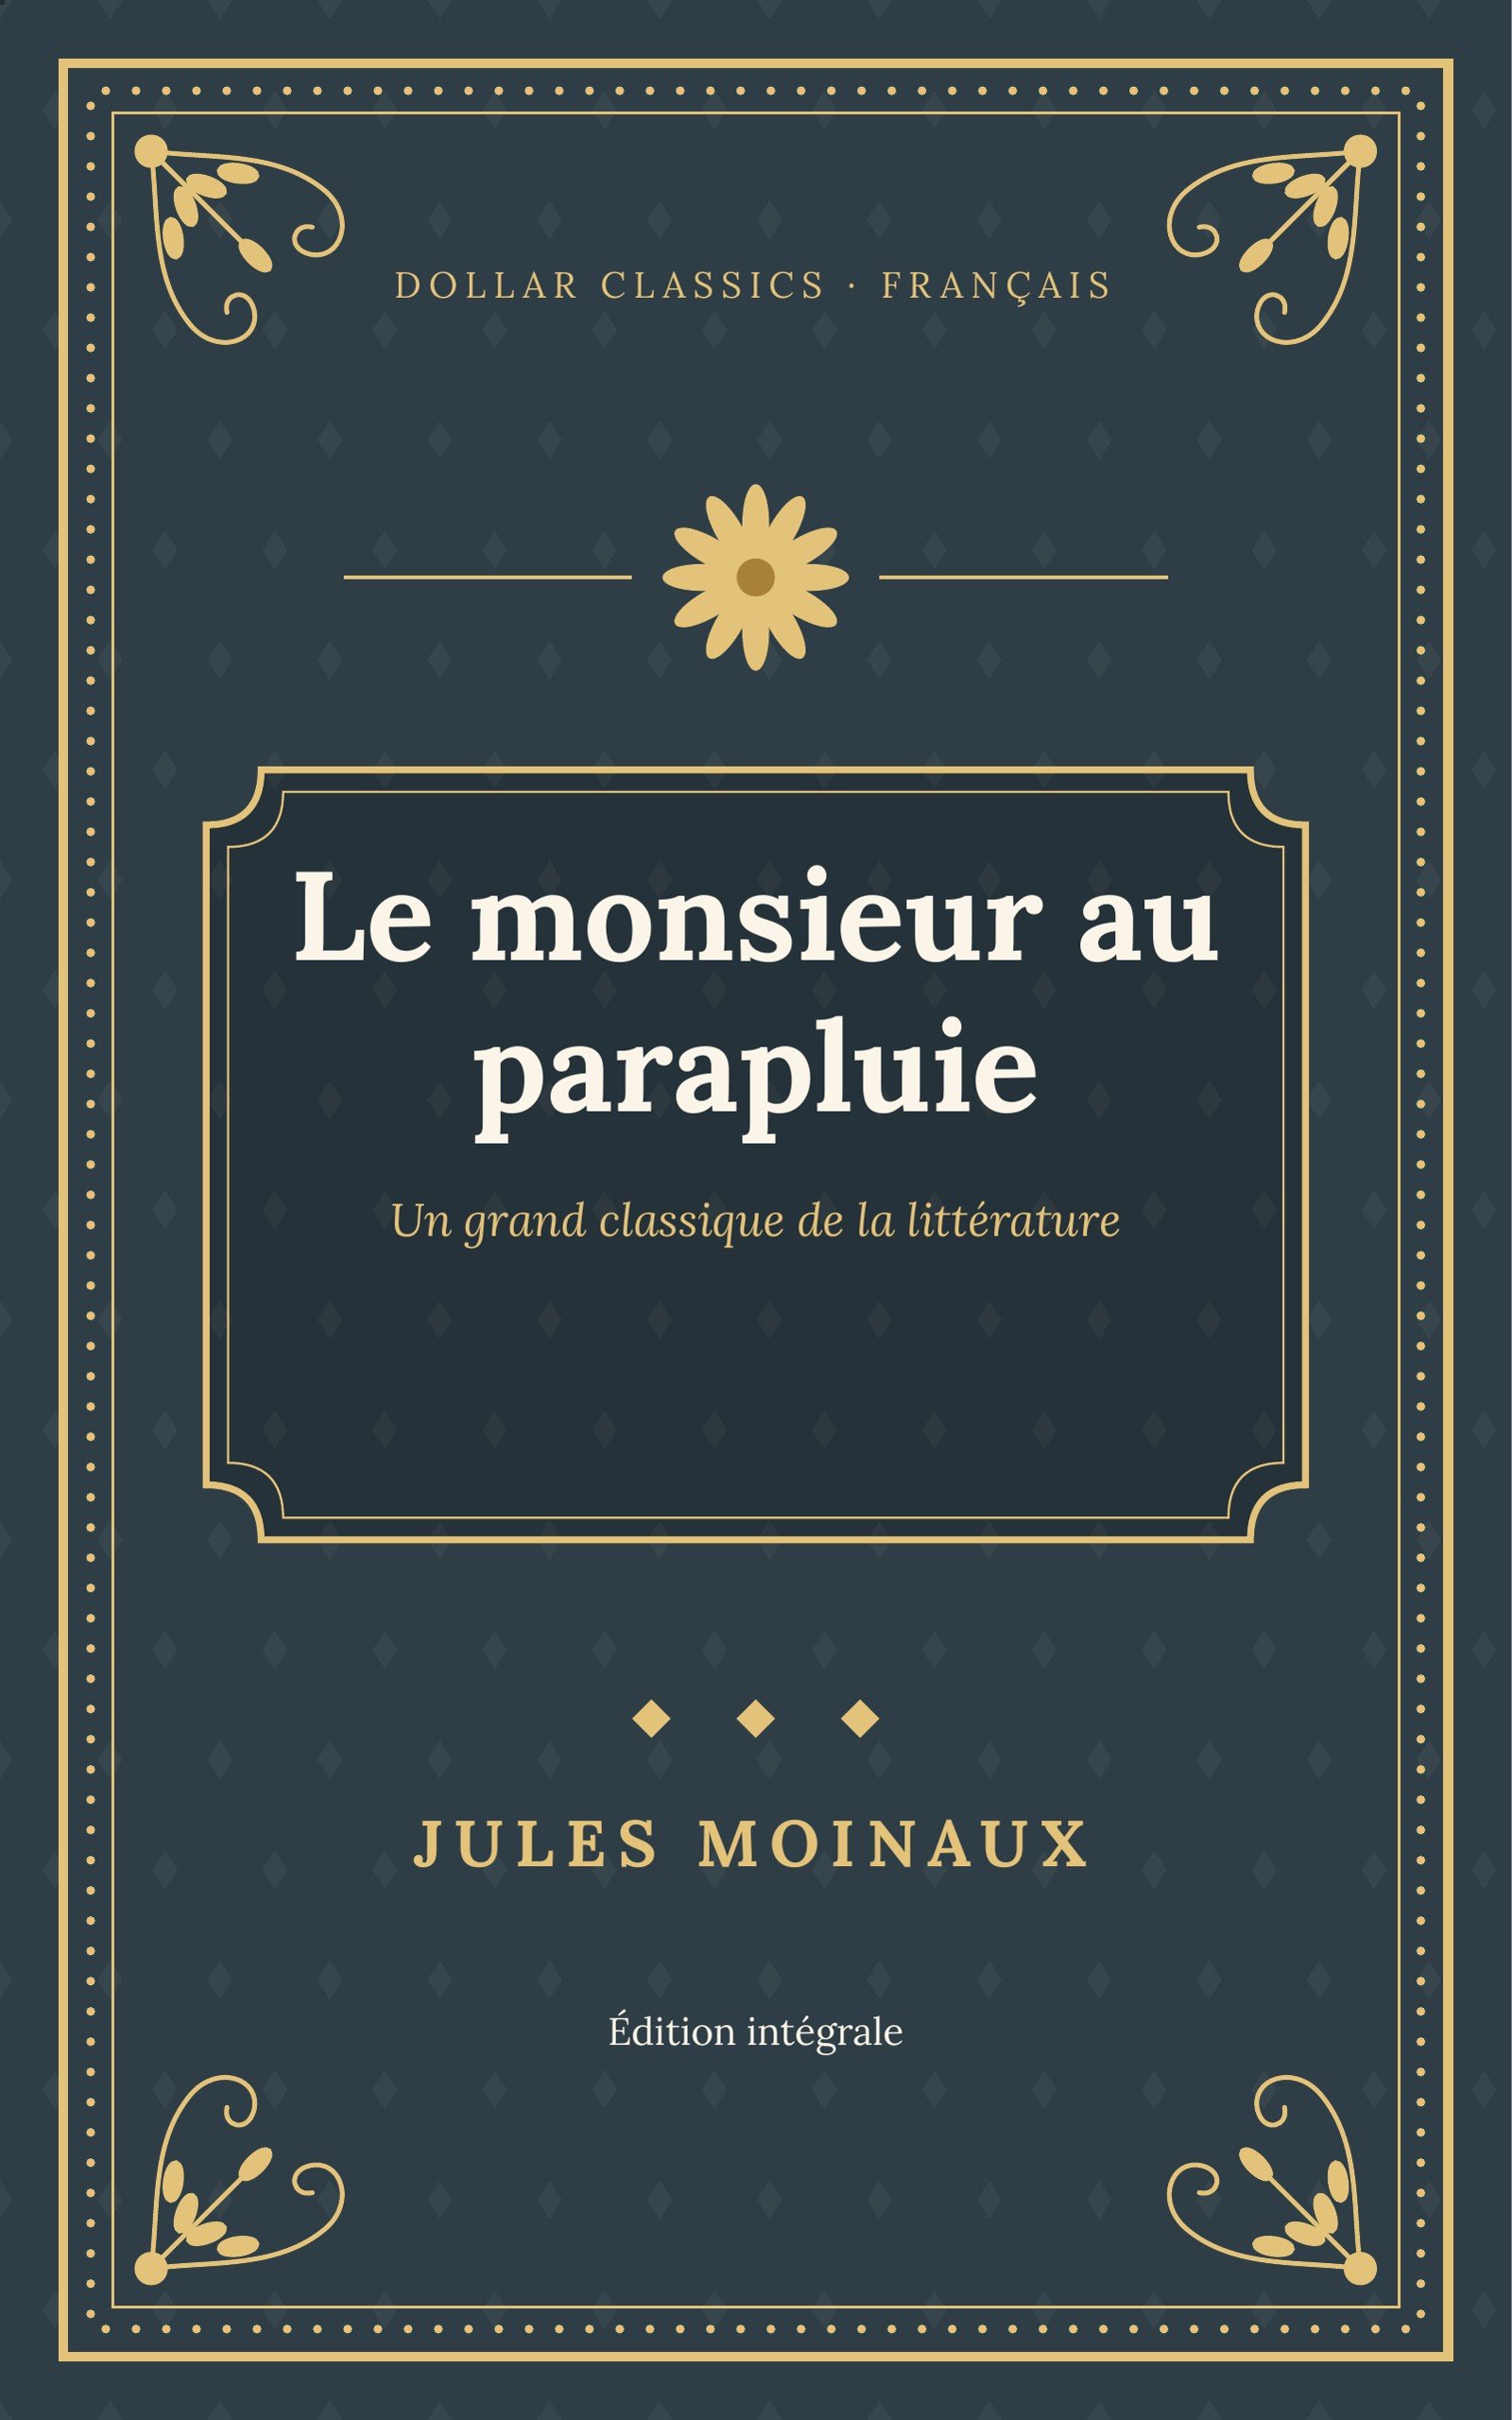 DOLLAR CLASSICS · FRANÇAIS
Le monsieur au
parapluie
Un grand classique de la littérature
JULES MOINAUX
Édition intégrale